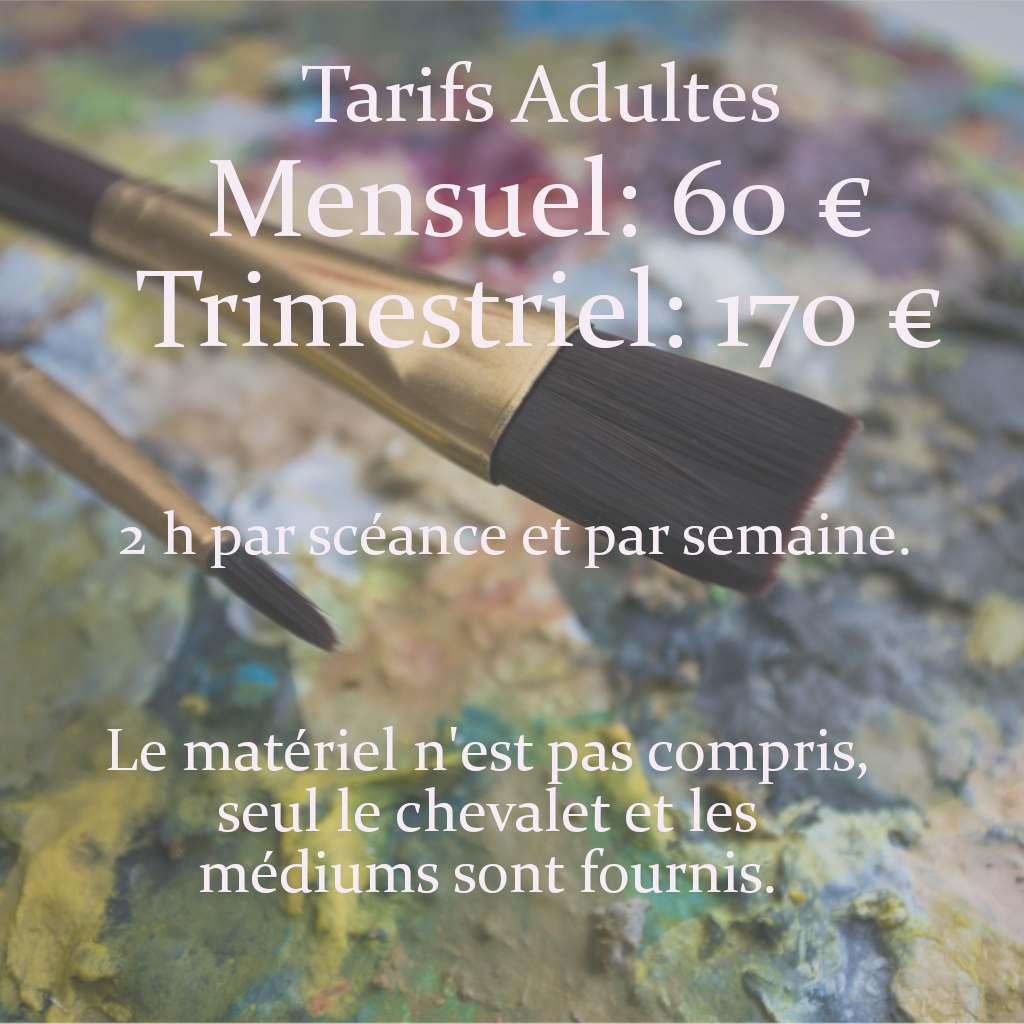 Tarifs Adultes
Mensuel: 60 €
Trimestriel: 170 €
2 h par scéance et par semaine.
Le matériel n'est pas compris,
seul le chevalet et les
médiums sont fournis.